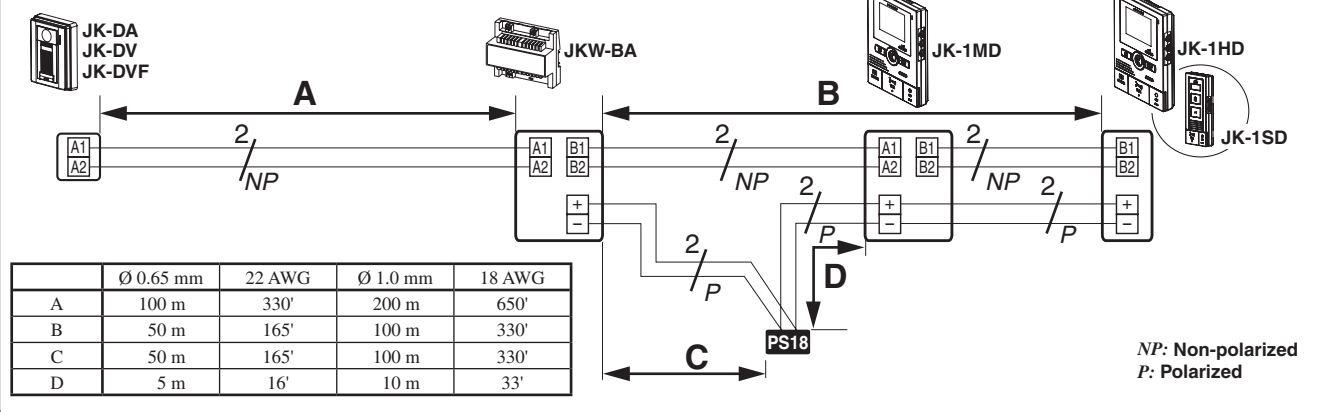 JK-DA
JK-DV
JK-DVF
JKW-BA
JK-1MD
JK-1HD
JK-1SD
A
B
A1
A2
2
NP
A1
A2
B1
B2
+
−
2
NP
A1
A2
B1
B2
+
−
2
NP
B1
B2
+
−
2
P
2
P
2
P
D
PS18
C
Ø 0.65 mm 22 AWG Ø 1.0 mm 18 AWG
A 100 m 330' 200 m 650'
B 50 m 165' 100 m 330'
C 50 m 165' 100 m 330'
D 5 m 16' 10 m 33'
NP: Non-polarized
P: Polarized